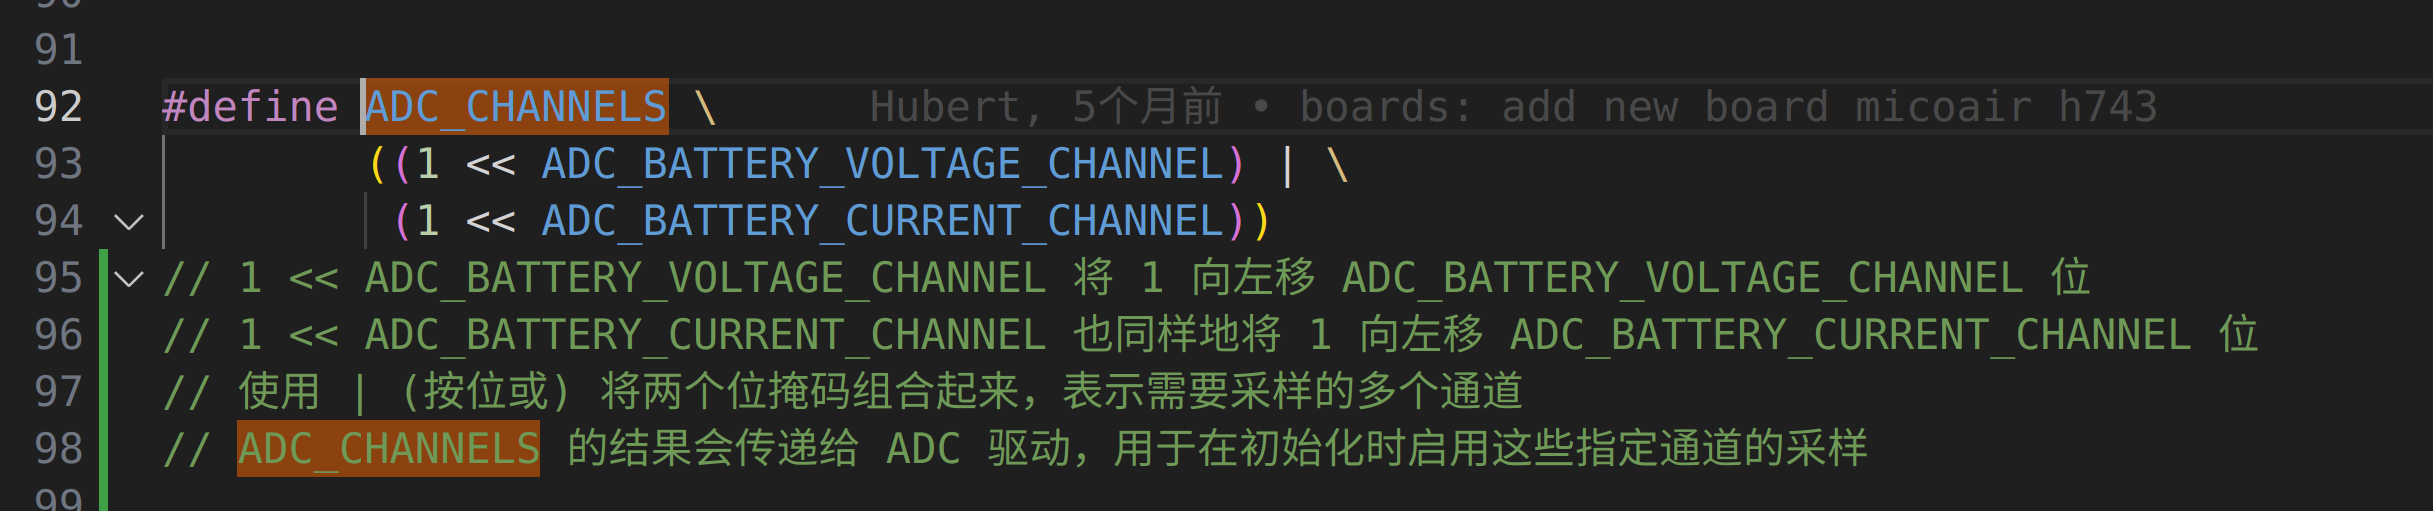 90
91
92 #define ADC_CHANNELS \ Hubert, 5个月前 • boards: add new board micoair h743
93 ((1 << ADC_BATTERY_VOLTAGE_CHANNEL) | \
94 (1 << ADC_BATTERY_CURRENT_CHANNEL))
95 // 1 << ADC_BATTERY_VOLTAGE_CHANNEL 将 1 向左移 ADC_BATTERY_VOLTAGE_CHANNEL 位
96 // 1 << ADC_BATTERY_CURRENT_CHANNEL 也同样地将 1 向左移 ADC_BATTERY_CURRENT_CHANNEL 位
97 // 使用 | (按位或) 将两个位掩码组合起来，表示需要采样的多个通道
98 // ADC_CHANNELS 的结果会传递给 ADC 驱动，用于在初始化时启用这些指定通道的采样
99